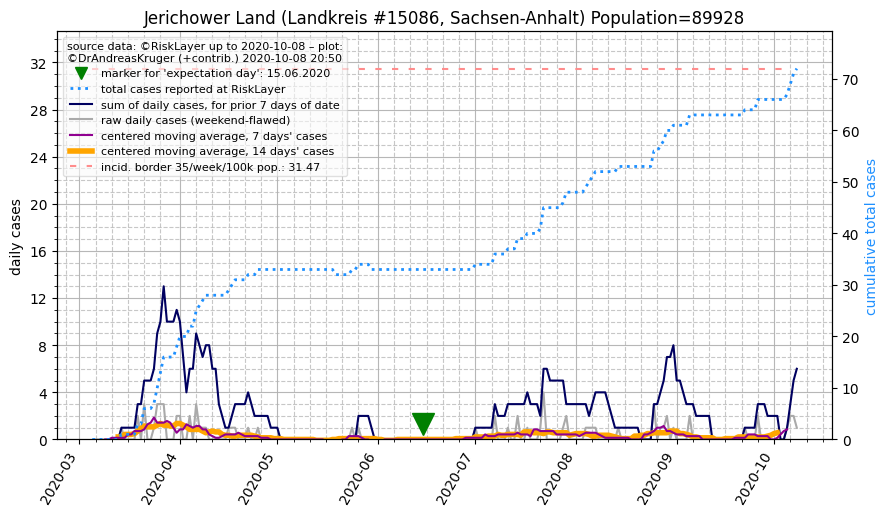 Jerichower Land (Landkreis #15086, Sachsen-Anhalt) Population=89928
source data: ©RiskLayer up to 2020-10-08 – plot:
©DrAndreasKruger (+contrib.) 2020-10-08 20:50
marker for 'expectation day': 15.06.2020
total cases reported at RiskLayer
sum of daily cases, for prior 7 days of date
raw daily cases (weekend-flawed)
centered moving average, 7 days' cases
centered moving average, 14 days' cases
incid. border 35/week/100k pop.: 31.47
daily cases
32
28
24
20
16
12
8
4
0
cumulative total cases
70
60
50
40
30
20
10
0
2020-03
2020-04
2020-05
2020-06
2020-07
2020-08
2020-09
2020-10